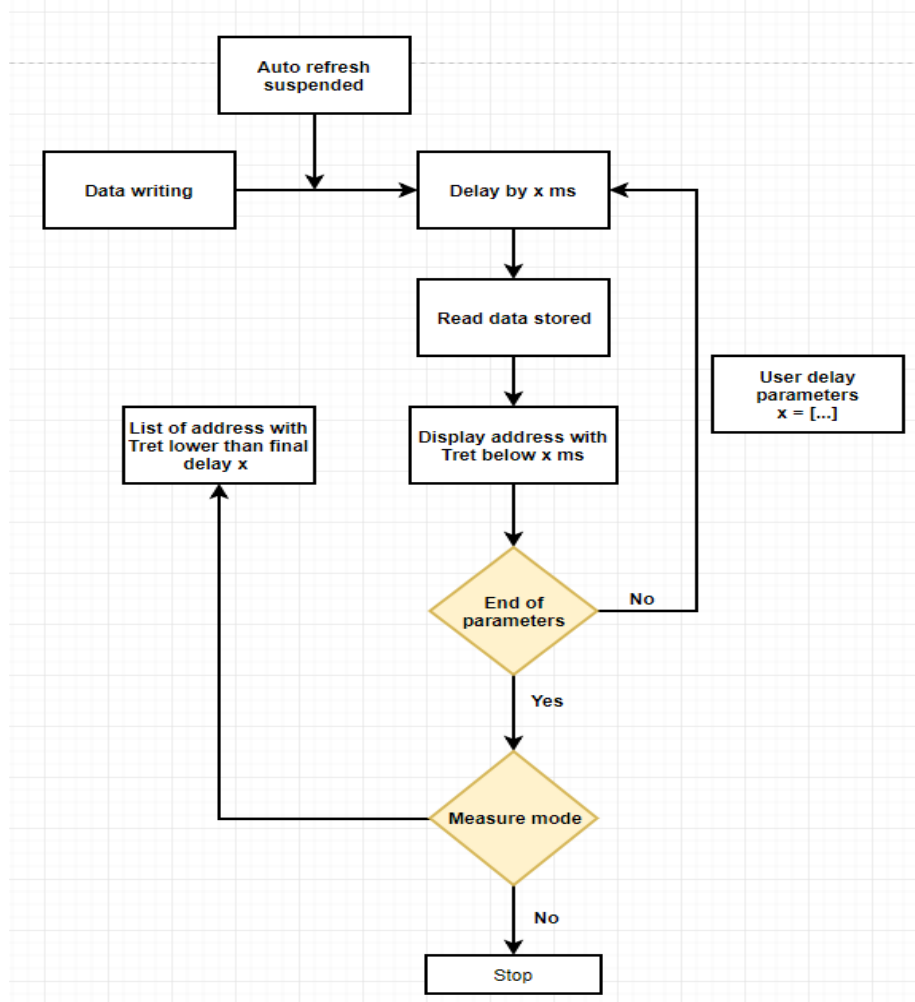 Auto refresh
suspended
Data writing
Delay by x ms
Read data stored
User delay
parameters
x = [...]
List of address with
Tret lower than final
delay x
Display address with
Tret below x ms
End of
parameters
No
Yes
Measure mode
No
Stop